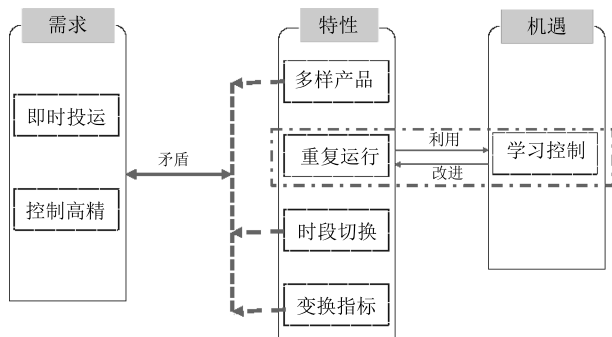 需求
特性
机遇
多样产品
即时投运
重复运行
利用
改进
学习控制
矛盾
控制高精
时段切换
变换指标